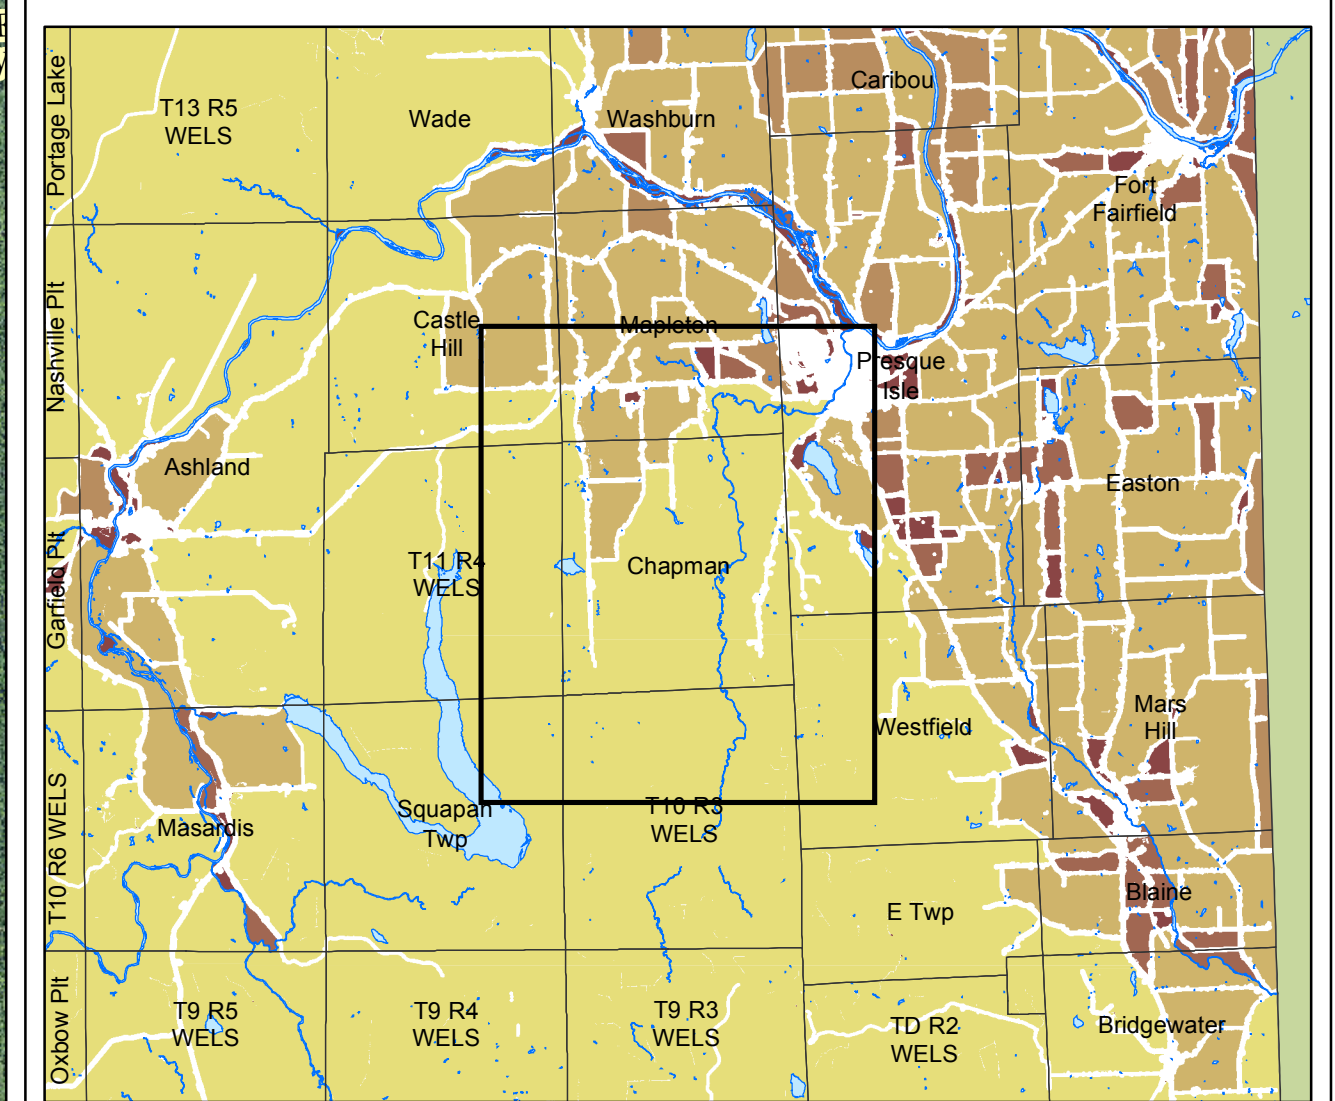 Portage Lake
T13 R5
WELS
Wade
Washburn
Caribou
Fort
Fairfield
Nashville Plt
Castle
Hill
Mapleton
Presque
Isle
Ashland
Easton
Garfield Plt
T11 R4
WELS
Chapman
Mars
Hill
Westfield
T10 R6 WELS
Masardis
Squapan
Twp
T10 R3
WELS
Blaine
E Twp
Oxbow Plt
T9 R5
WELS
T9 R4
WELS
T9 R3
WELS
TD R2
WELS
Bridgewater